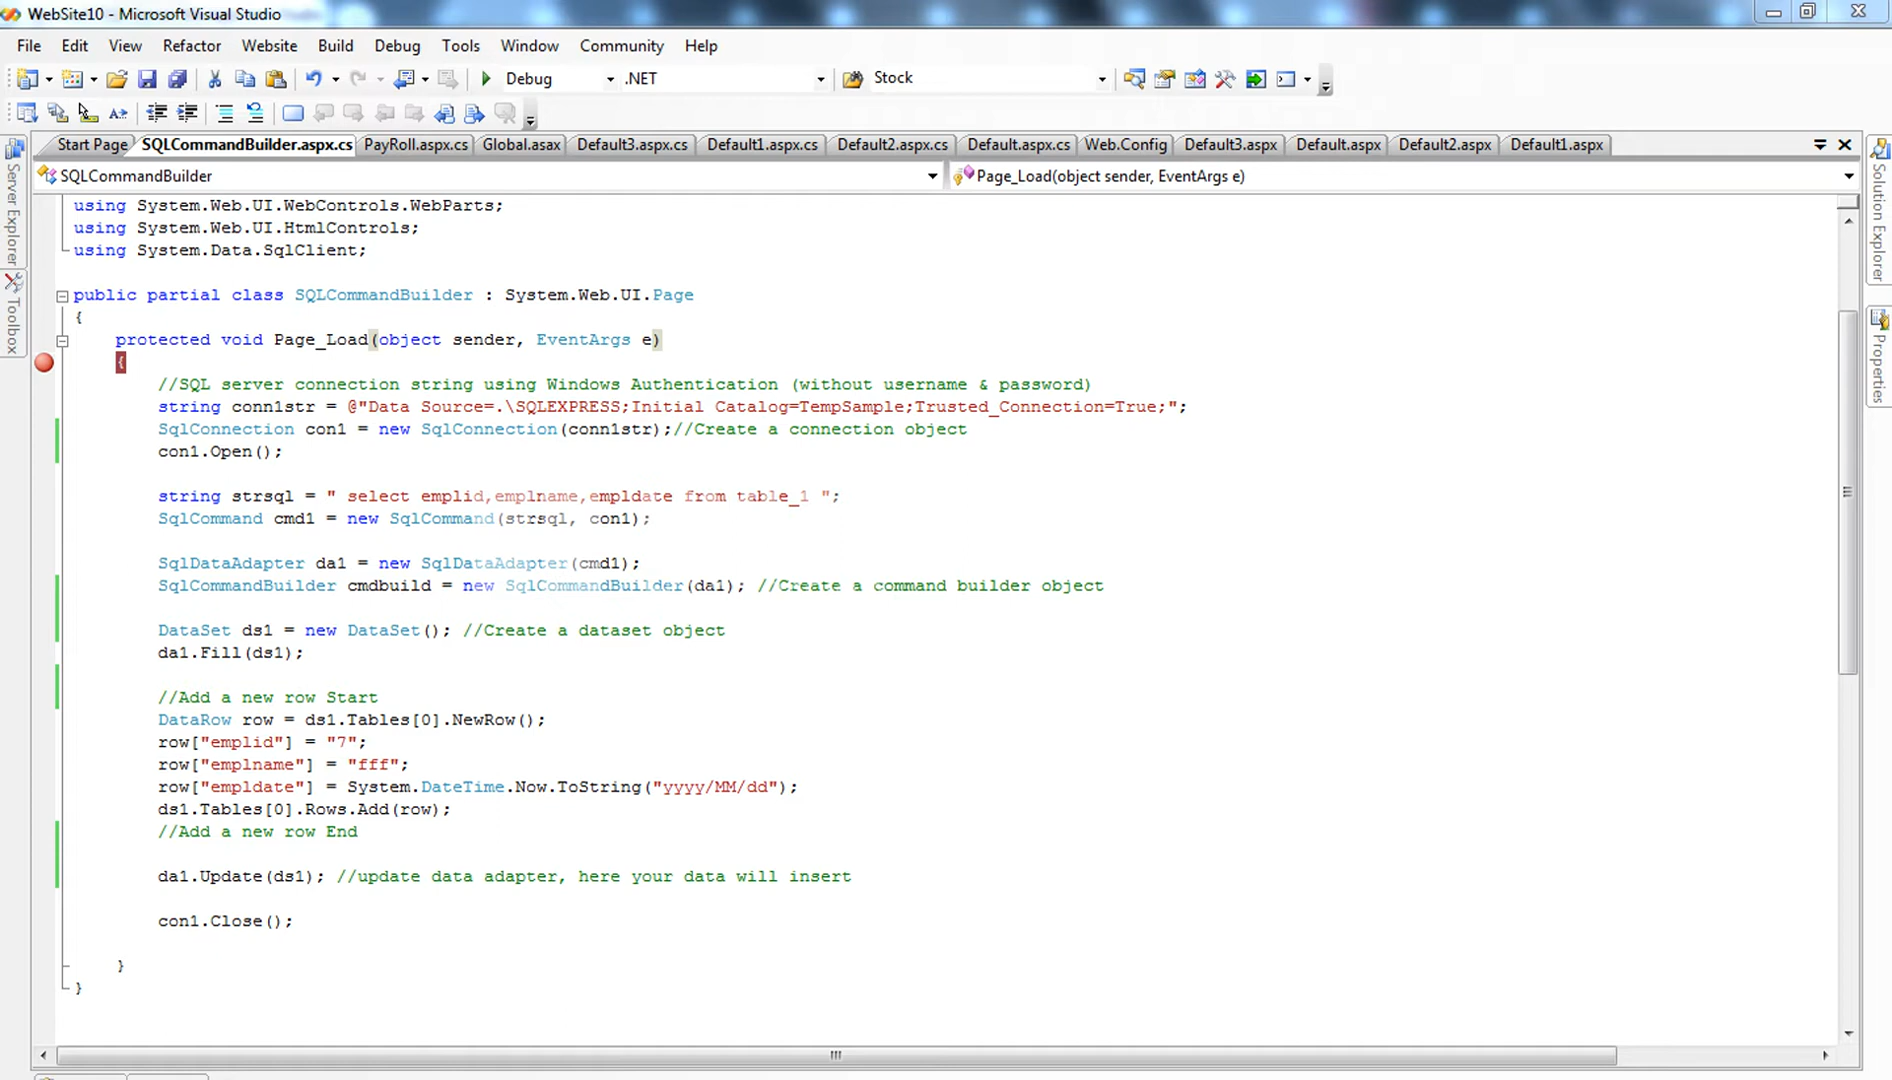 WebSite10 - Microsoft Visual Studio
File Edit View Refactor Website Build Debug Tools Window Community Help
Debug .NET Stock
Start Page SQLCommandBuilder.aspx.cs PayRoll.aspx.cs Global.asax Default3.aspx.cs Default1.aspx.cs Default2.aspx.cs Default.aspx.cs Web.Config Default3.aspx Default.aspx Default2.aspx Default1.aspx
SQLCommandBuilder Page_Load(object sender, EventArgs e)
Server Explorer
Toolbox
Solution Explorer
Properties
using System.Web.UI.WebControls.WebParts;
using System.Web.UI.HtmlControls;
using System.Data.SqlClient;
public partial class SQLCommandBuilder : System.Web.UI.Page
{
protected void Page_Load(object sender, EventArgs e)
{
//SQL server connection string using Windows Authentication (without username & password)
string conn1str = @"Data Source=.\SQLEXPRESS;Initial Catalog=TempSample;Trusted_Connection=True;";
SqlConnection con1 = new SqlConnection(conn1str);//Create a connection object
con1.Open();
string strsql = " select emplid,emplname,empldate from table_1 ";
SqlCommand cmd1 = new SqlCommand(strsql, con1);
SqlDataAdapter da1 = new SqlDataAdapter(cmd1);
SqlCommandBuilder cmdbuild = new SqlCommandBuilder(da1); //Create a command builder object
DataSet ds1 = new DataSet(); //Create a dataset object
da1.Fill(ds1);
//Add a new row Start
DataRow row = ds1.Tables[0].NewRow();
row["emplid"] = "7";
row["emplname"] = "fff";
row["empldate"] = System.DateTime.Now.ToString("yyyy/MM/dd");
ds1.Tables[0].Rows.Add(row);
//Add a new row End
da1.Update(ds1); //update data adapter, here your data will insert
con1.Close();
}
}